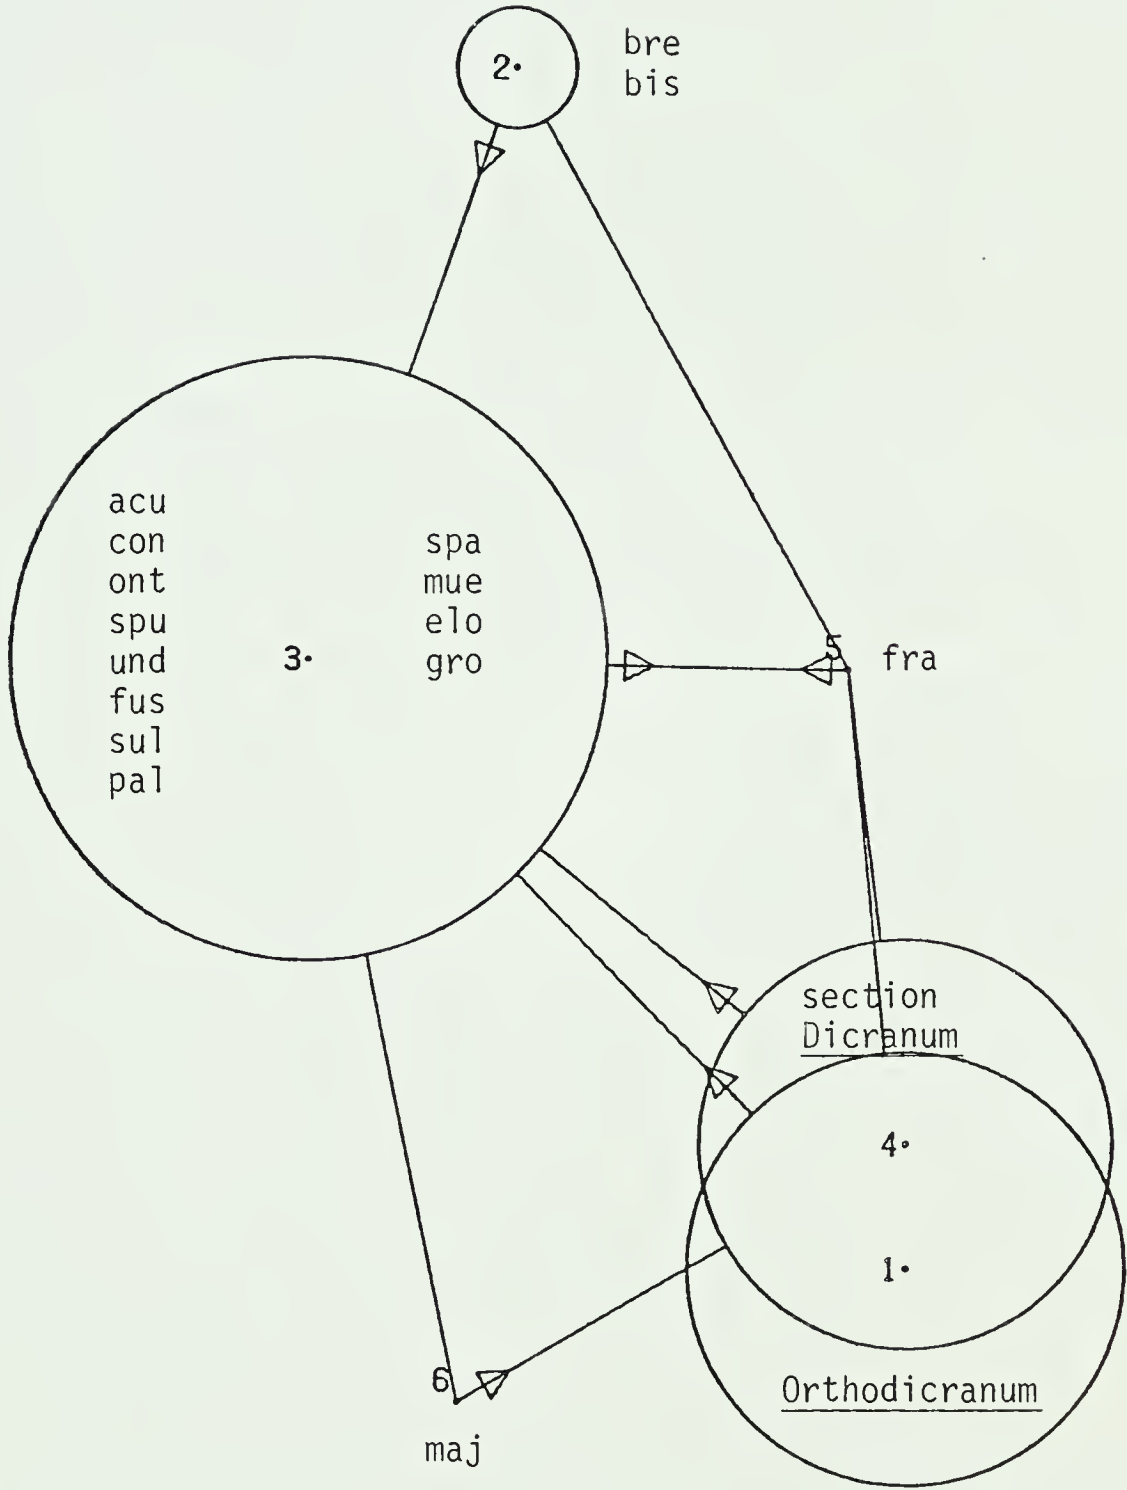 2.
bre
bis
acu
con
ont
spu
und
fus
sul
pal
3.
spa
mue
elo
gro
5
fra
section
Dicranum
4.
1.
Orthodicranum
6
maj